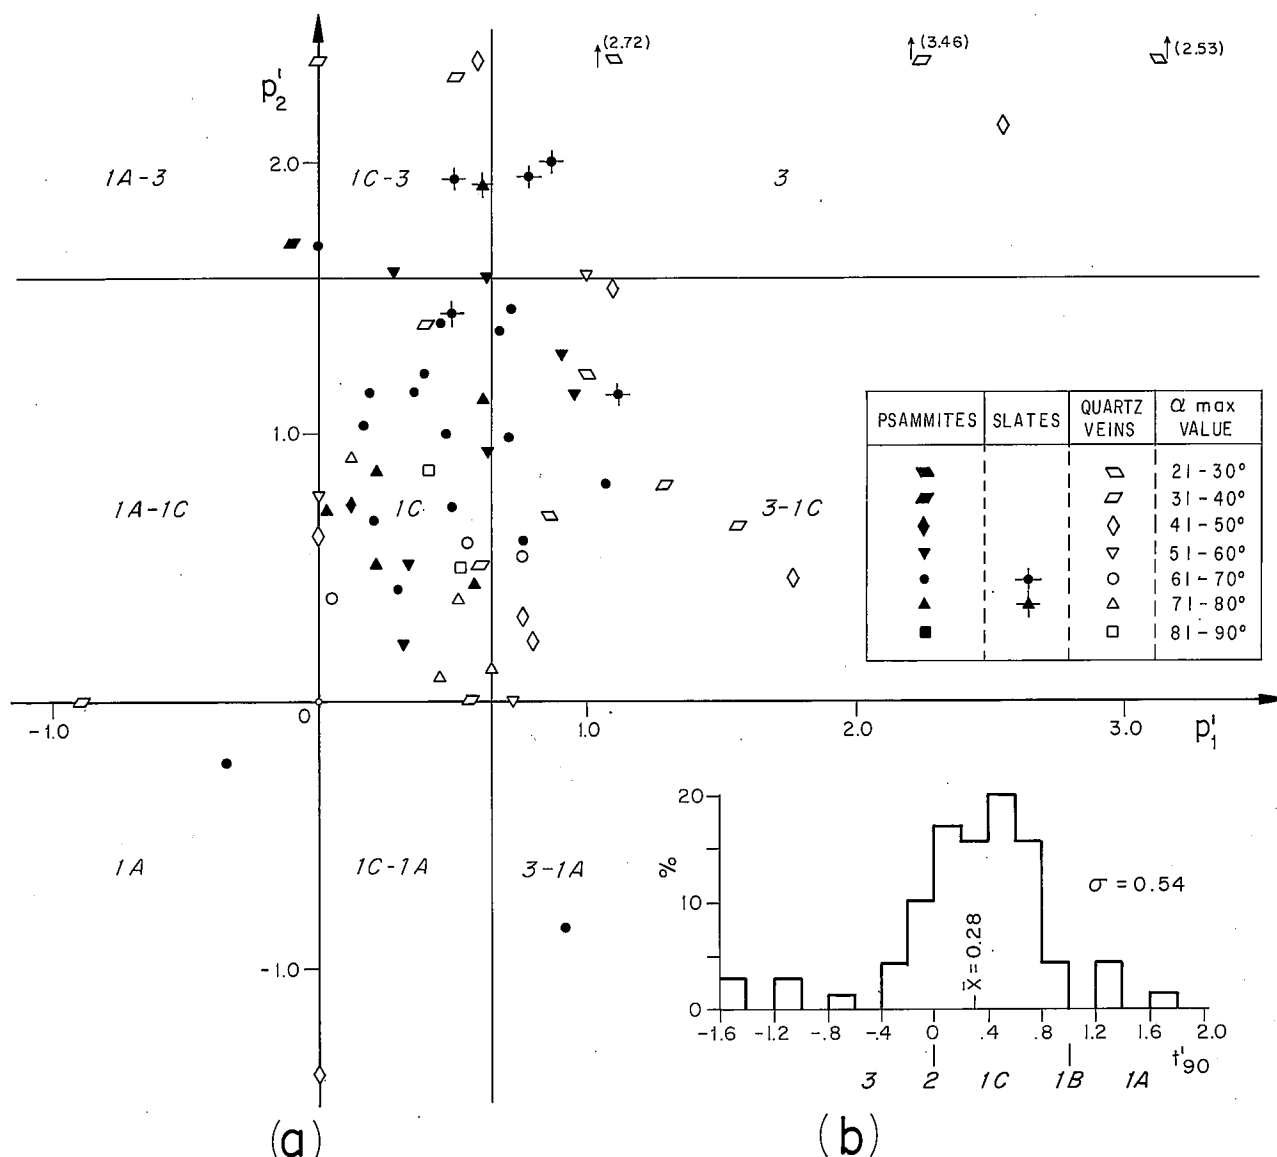 (2.72) (3.46) (2.53)
p'2
2.0
1A-3 1C-3 3
1.0
1A-1C 1C 3-1C
PSAMMITES SLATES QUARTZ VEINS α max VALUE
21-30°
31-40°
41-50°
51-60°
61-70°
71-80°
81-90°
-1.0 0 1.0 2.0 3.0 p'1
1A 1C-1A 3-1A
-1.0
20
10
0
%
X̄=0.28
σ=0.54
-1.6 -1.2 -.8 -.4 0 .4 .8 1.2 1.6 2.0
t'90
3 2 1C 1B 1A
(a) (b)